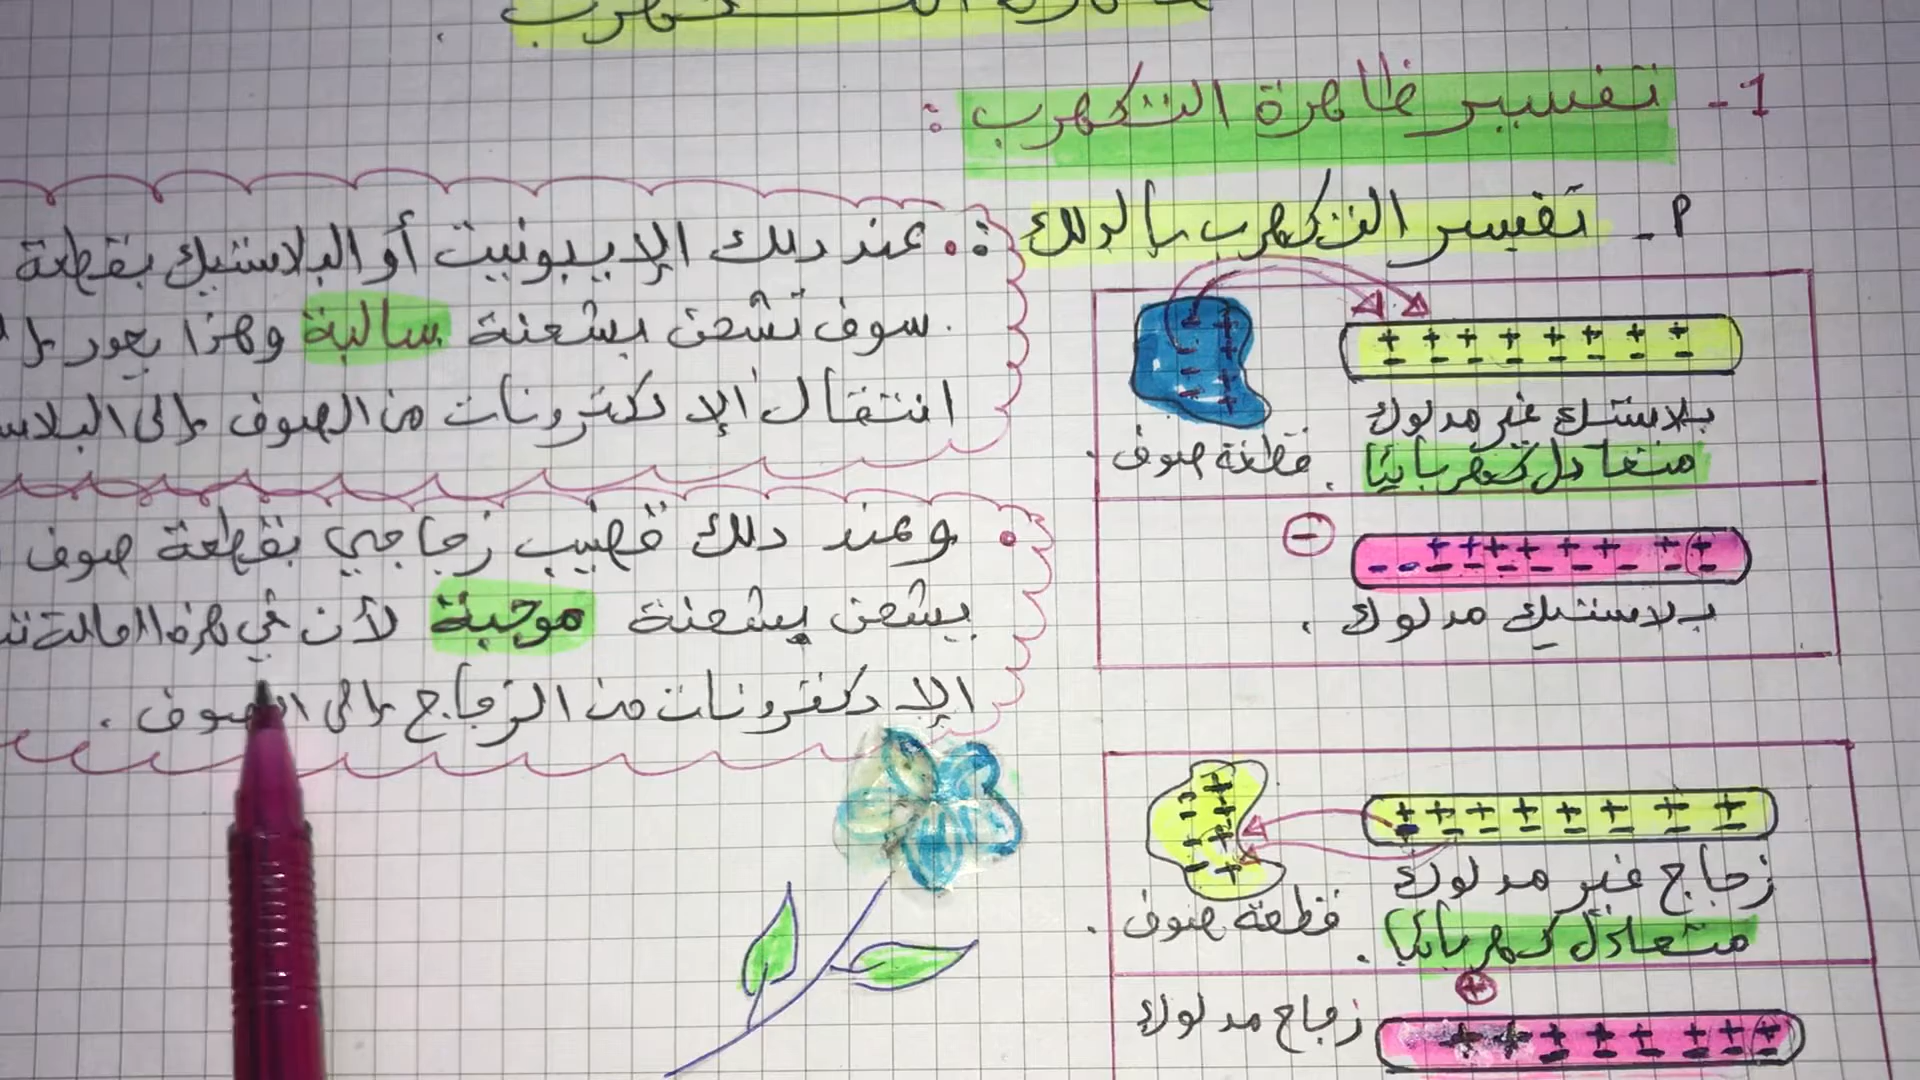 1- تفسير ظاهرة التكهرب :
أ- تفسير التكهرب بالدلك :
. عند دلك الإيبونيت أو البلاستيك بقطعة
سوف تشحن بشحنة سالبة وهذا يعود
انتقال الإلكترونات من الصوف إلى
. وعند دلك قضيب زجاجي بقطعة صوف
يشحن بشحنة موجبة لأن في هذه الحالة
الإلكترونات من الزجاج إلى الصوف .
بلاستيك غير مدلوك
متعادل كهربائيا .
قطعة صوف .
-
بلاستيك مدلوك .
زجاج غير مدلوك
متعادل كهربائيا .
قطعة صوف .
+
زجاج مدلوك